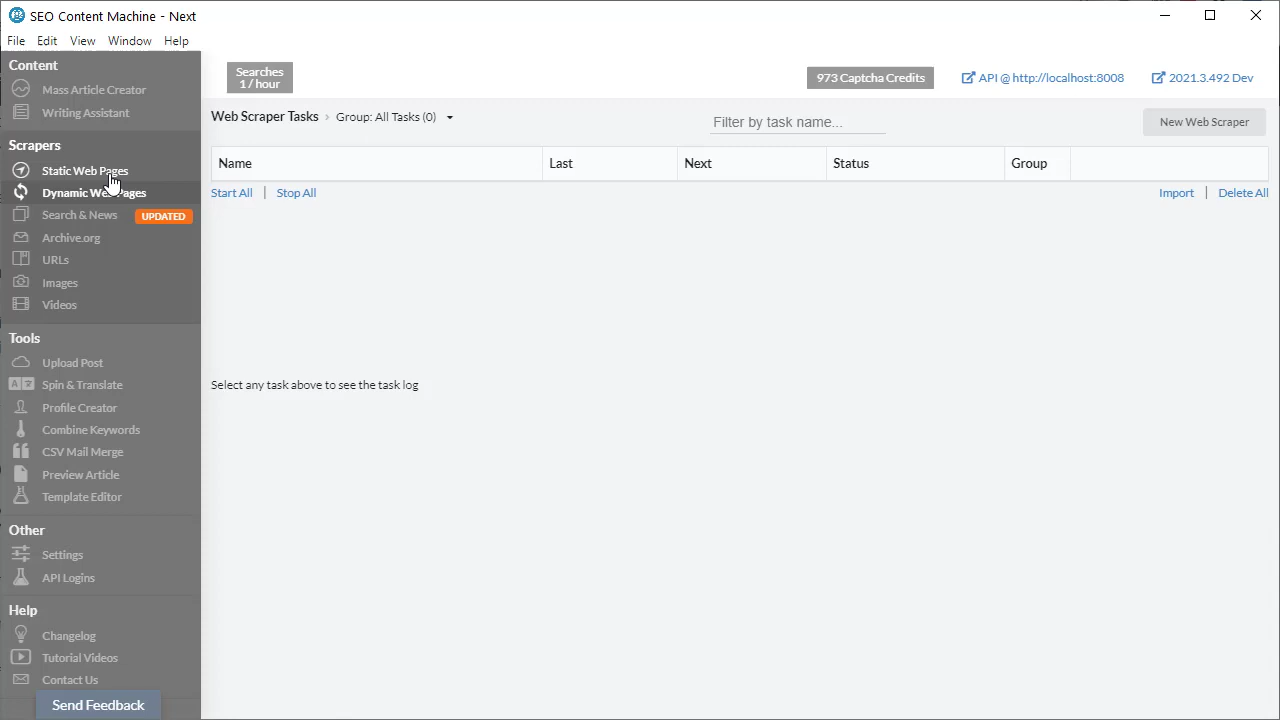 SEO Content Machine - Next
File Edit View Window Help
Content
Mass Article Creator
Writing Assistant
Scrapers
Static Web Pages
Dynamic Web Pages
Search & News UPDATED
Archive.org
URLs
Images
Videos
Tools
Upload Post
Spin & Translate
Profile Creator
Combine Keywords
CSV Mail Merge
Preview Article
Template Editor
Other
Settings
API Logins
Help
Changelog
Tutorial Videos
Contact Us
Send Feedback
Searches
1 / hour
973 Captcha Credits
API @ http://localhost:8008
2021.3.492 Dev
Web Scraper Tasks › Group: All Tasks (0)
Filter by task name...
New Web Scraper
Name Last Next Status Group
Start All | Stop All
Import | Delete All
Select any task above to see the task log